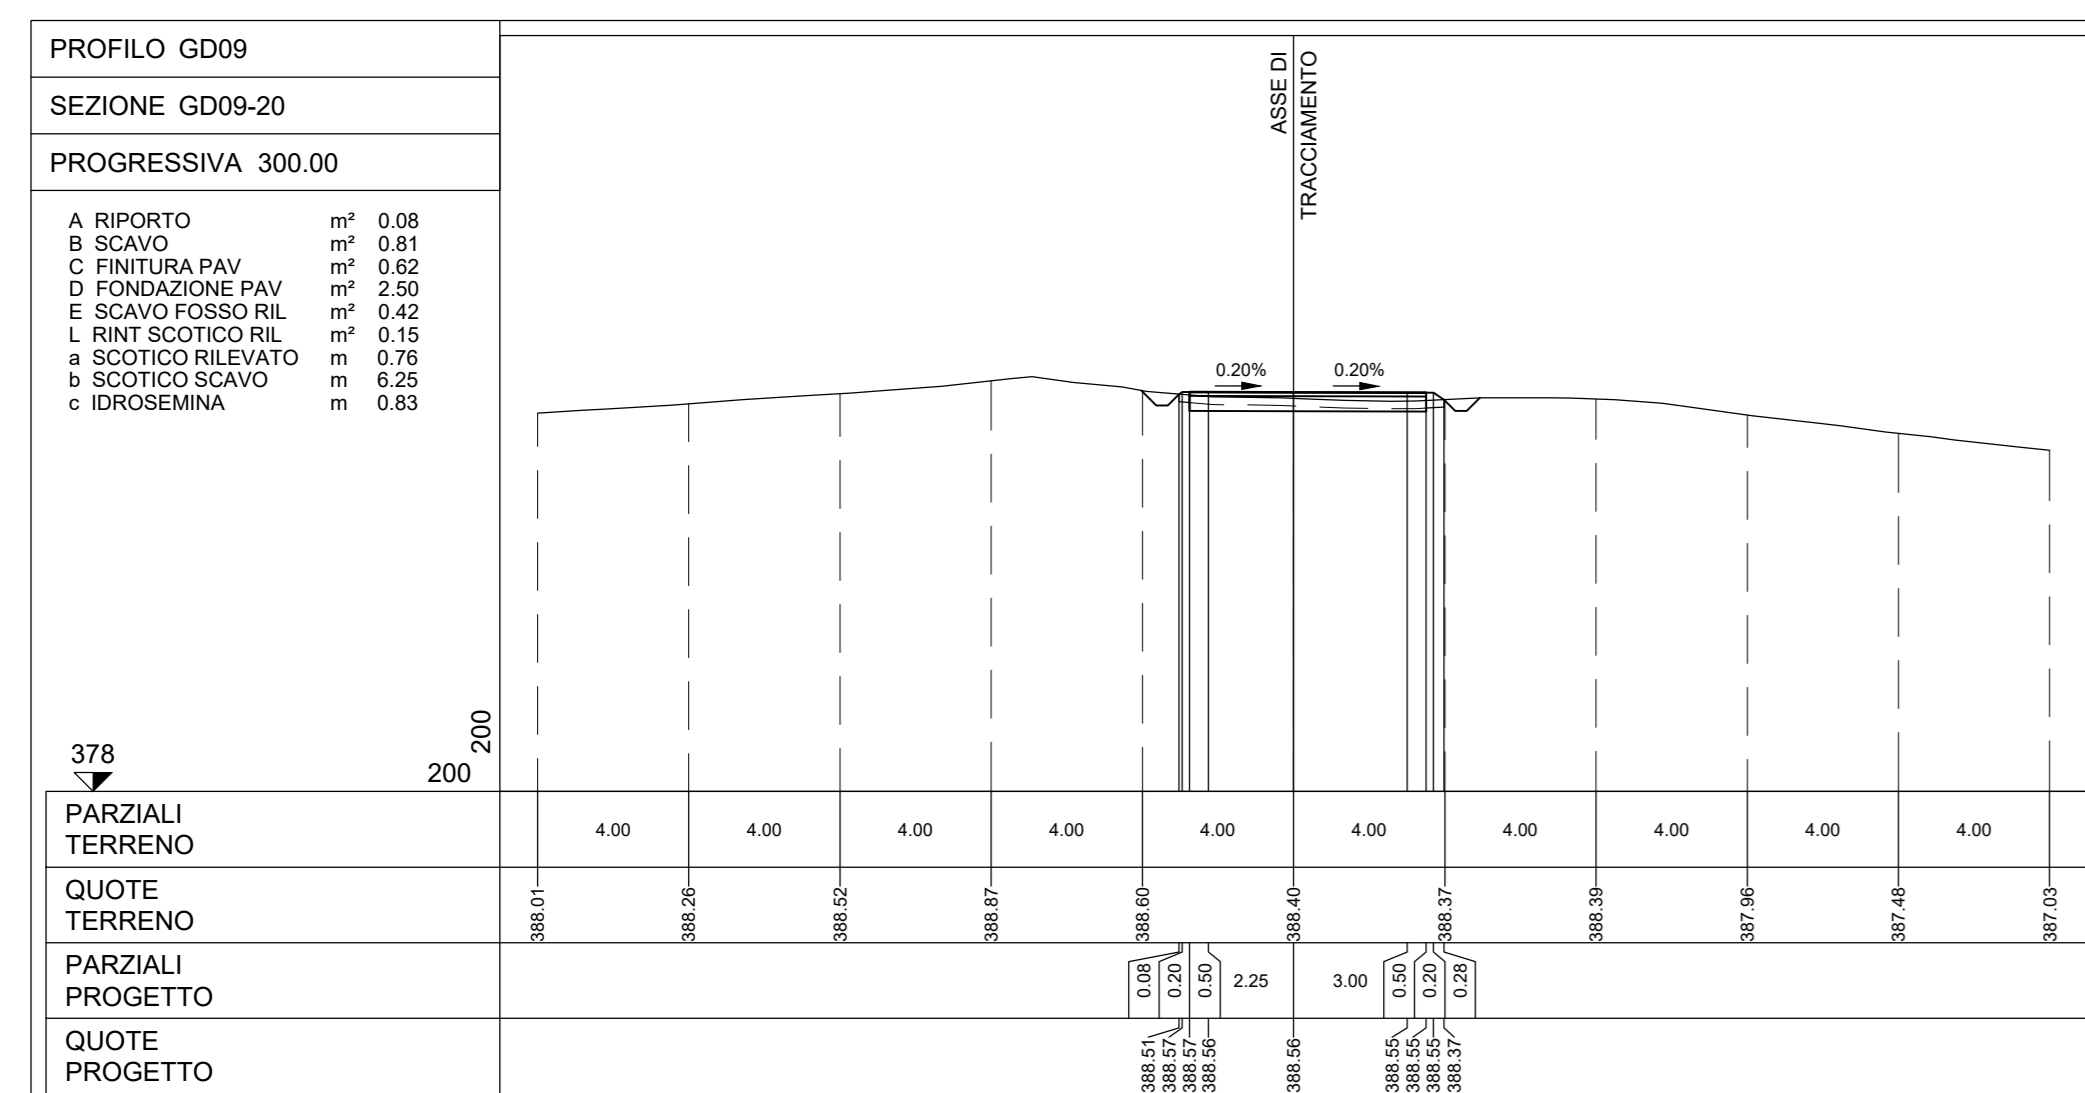 PROFILO GD09
SEZIONE GD09-20
PROGRESSIVA 300.00
A RIPORTO m² 0.08
B SCAVO m² 0.81
C FINITURA PAV m² 0.62
D FONDAZIONE PAV m² 2.50
E SCAVO FOSSO RIL m² 0.42
L RINT SCOTICO RIL m² 0.15
a SCOTICO RILEVATO m 0.76
b SCOTICO SCAVO m 6.25
c IDROSEMINA m 0.83
ASSE DI
TRACCIAMENTO
0.20% 0.20%
378
200
200
PARZIALI
TERRENO
4.00 4.00 4.00 4.00 4.00 4.00 4.00 4.00 4.00 4.00
QUOTE
TERRENO
388.01 388.26 388.52 388.87 388.60 388.40 388.37 388.39 387.96 387.48 387.03
PARZIALI
PROGETTO
0.08 0.20 0.50 2.25 3.00 0.50 0.20 0.28
QUOTE
PROGETTO
388.51 388.57 388.57 388.56 388.56 388.55 388.55 388.55 388.37